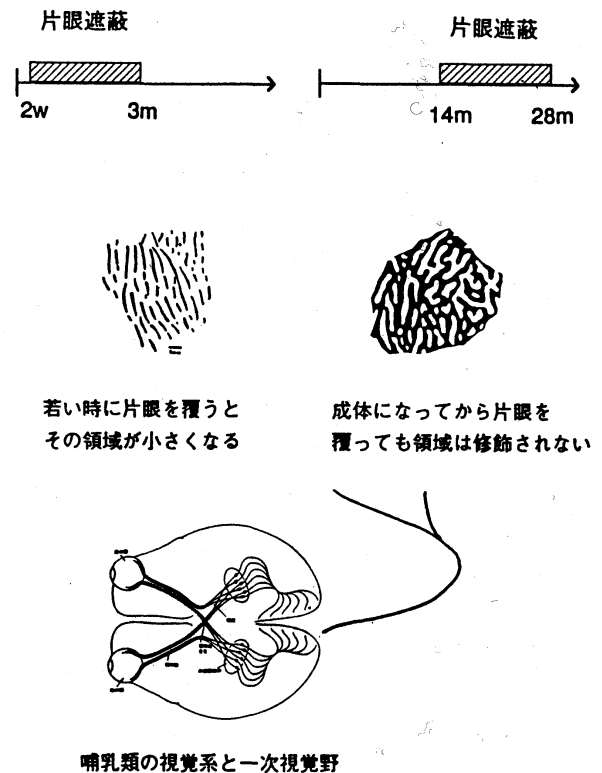 片眼遮蔽
片眼遮蔽
2w
3m
14m
28m
若い時に片眼を覆うと
その領域が小さくなる
成体になってから片眼を
覆っても領域は修飾されない
哺乳類の視覚系と一次視覚野